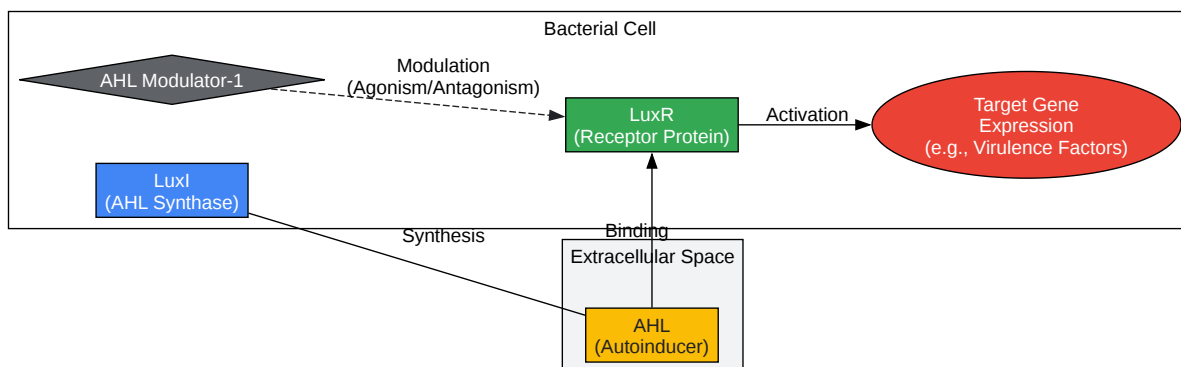 Bacterial Cell
AHL Modulator-1
Modulation
(Agonism/Antagonism)
LuxR
(Receptor Protein)
Activation
Target Gene
Expression
(e.g., Virulence Factors)
LuxI
(AHL Synthase)
Synthesis
Binding
Extracellular Space
AHL
(Autoinducer)